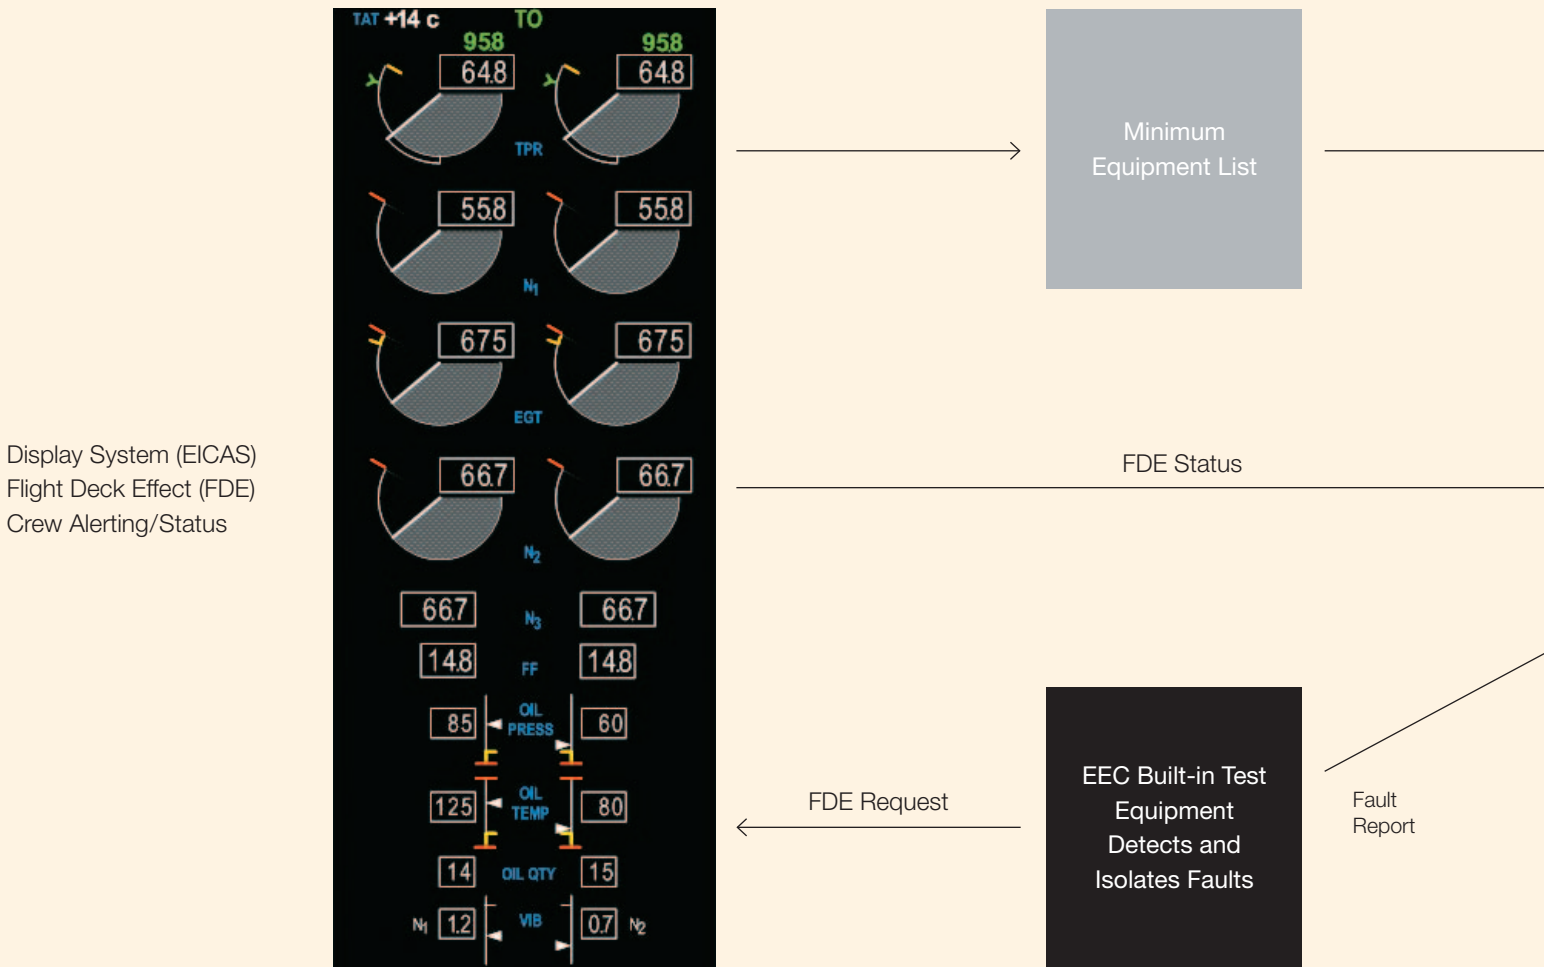 TAT +14 c TO
95.8 95.8
64.8 64.8
TPR
55.8 55.8
N1
675 675
EGT
66.7 66.7
N2
66.7 N3 66.7
14.8 FF 14.8
85 OIL PRESS 60
125 OIL TEMP 80
14 OIL QTY 15
N1 1.2 VIB 0.7 N2
Display System (EICAS)
Flight Deck Effect (FDE)
Crew Alerting/Status
Minimum
Equipment List
FDE Status
FDE Request
EEC Built-in Test
Equipment
Detects and
Isolates Faults
Fault
Report